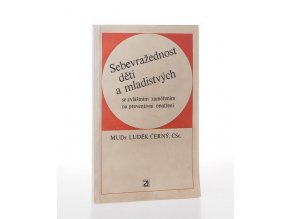 Sebevražednost
dětí
a mladistvých
se zvláštním zaměřením
na preventivní opatření
MUDr. LUDĚK ČERNÝ, CSc.